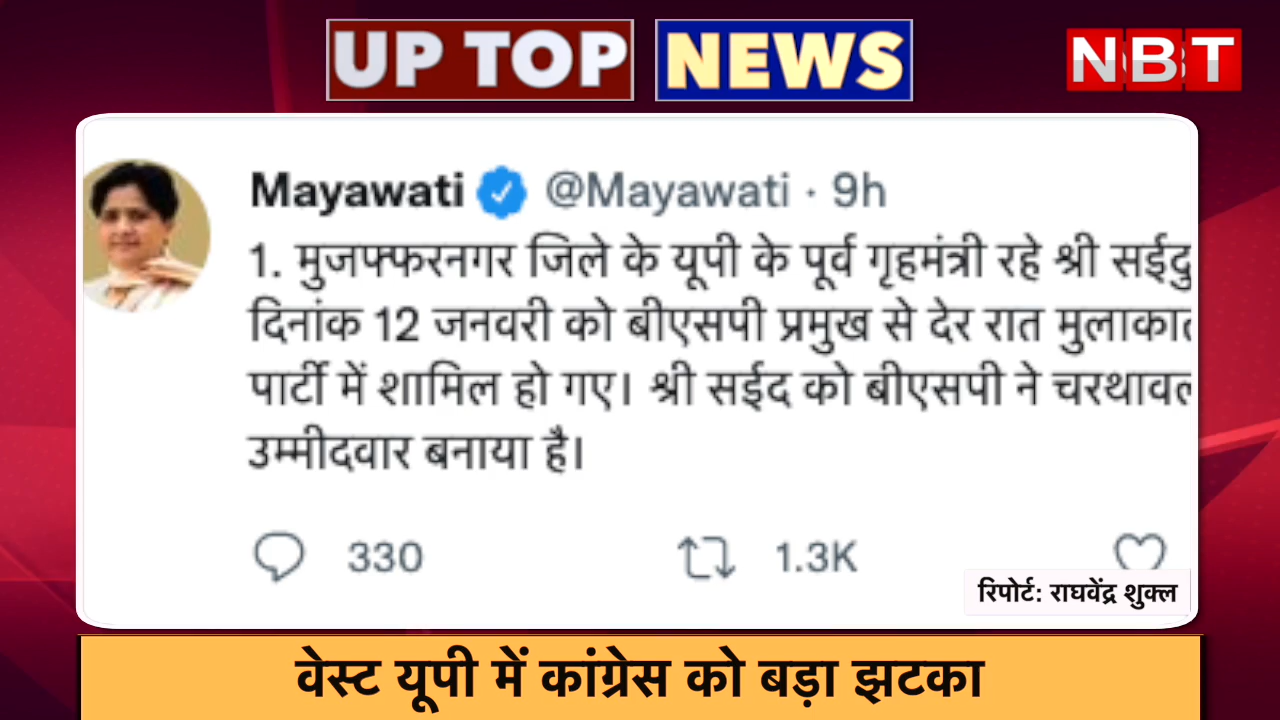 UP TOP NEWS
NBT
Mayawati @Mayawati · 9h
1. मुजफ्फरनगर जिले के यूपी के पूर्व गृहमंत्री रहे श्री सईदु
दिनांक 12 जनवरी को बीएसपी प्रमुख से देर रात मुलाकात
पार्टी में शामिल हो गए। श्री सईद को बीएसपी ने चरथावल
उम्मीदवार बनाया है।
330 1.3K
रिपोर्ट: राघवेंद्र शुक्ल
वेस्ट यूपी में कांग्रेस को बड़ा झटका